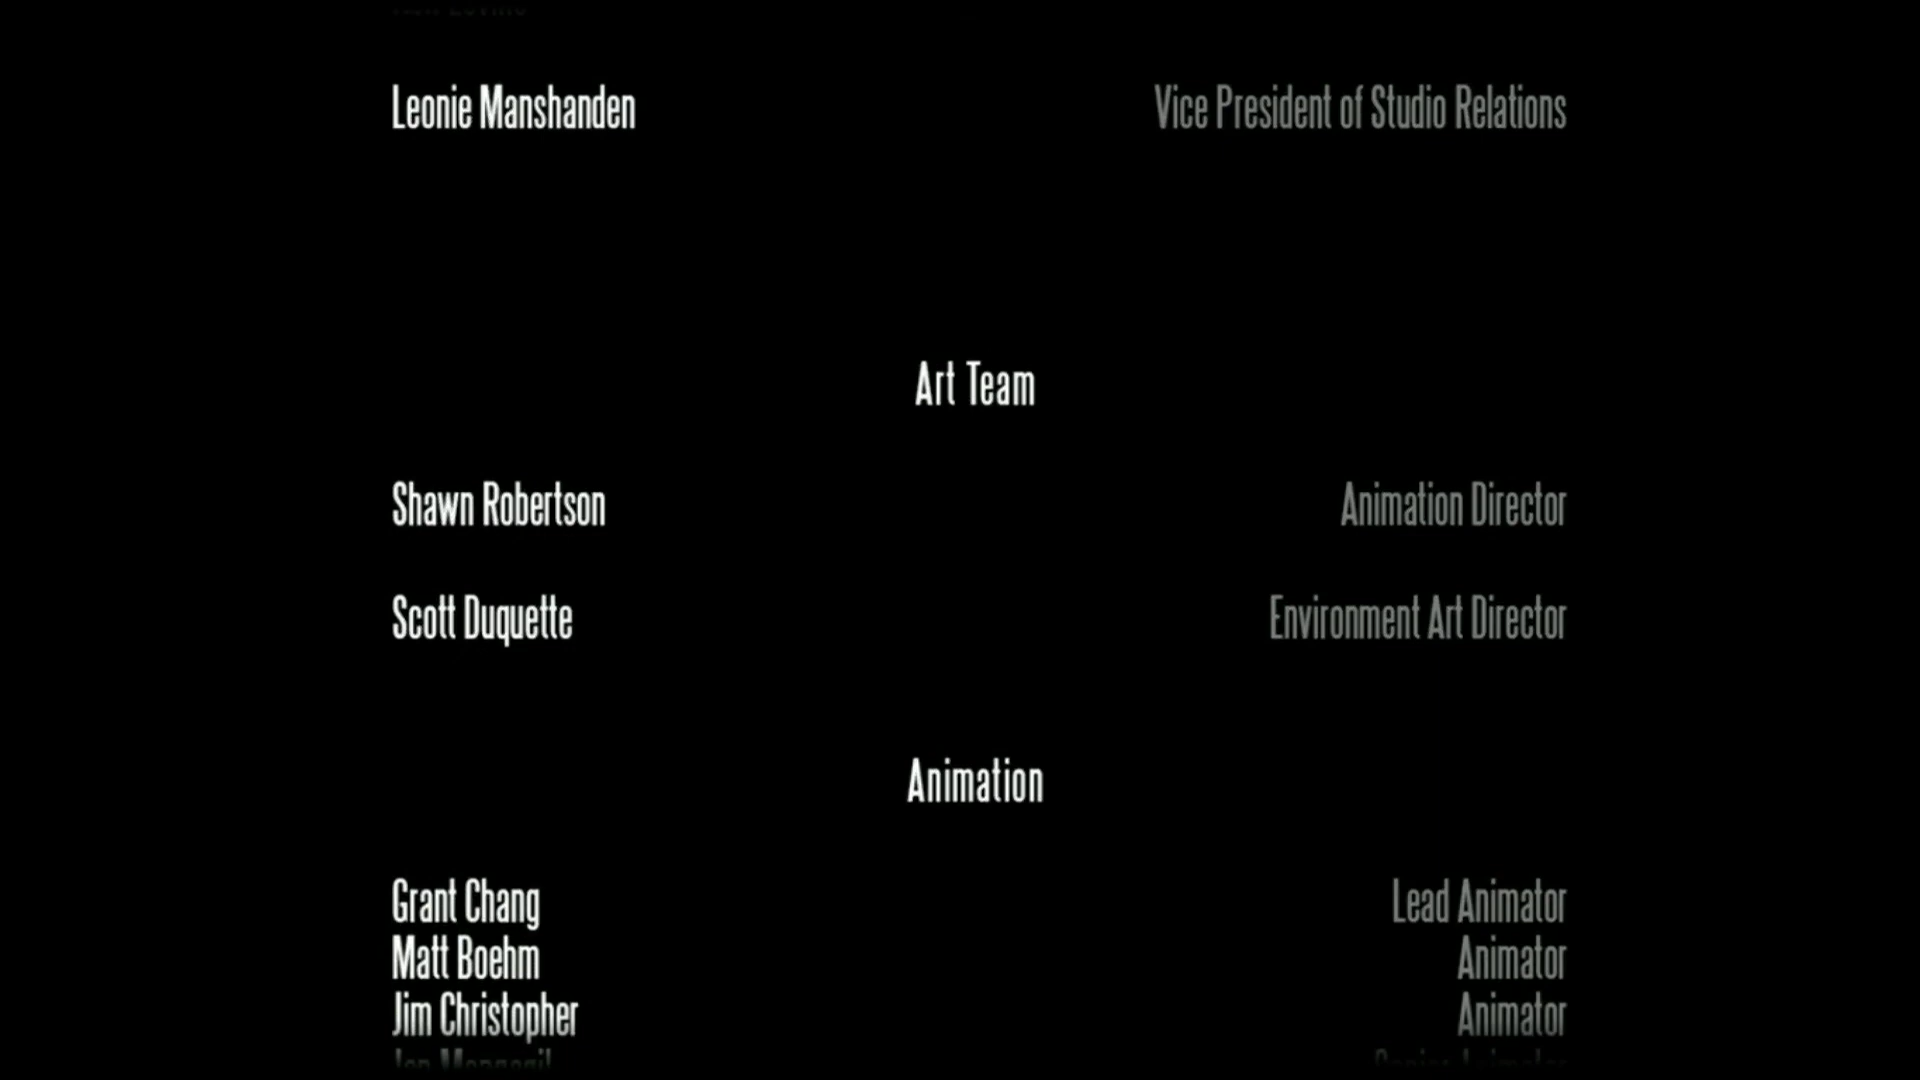 Leonie Manshanden Vice President of Studio Relations
Art Team
Shawn Robertson Animation Director
Scott Duquette Environment Art Director
Animation
Grant Chang Lead Animator
Matt Boehm Animator
Jim Christopher Animator